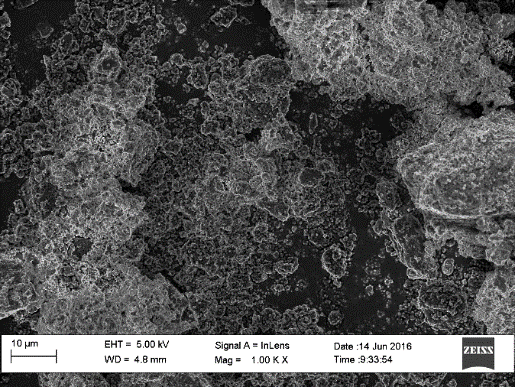 10 µm
EHT = 5.00 kV
WD = 4.8 mm
Signal A = InLens
Mag = 1.00 K X
Date :14 Jun 2016
Time :9:33:54
ZEISS